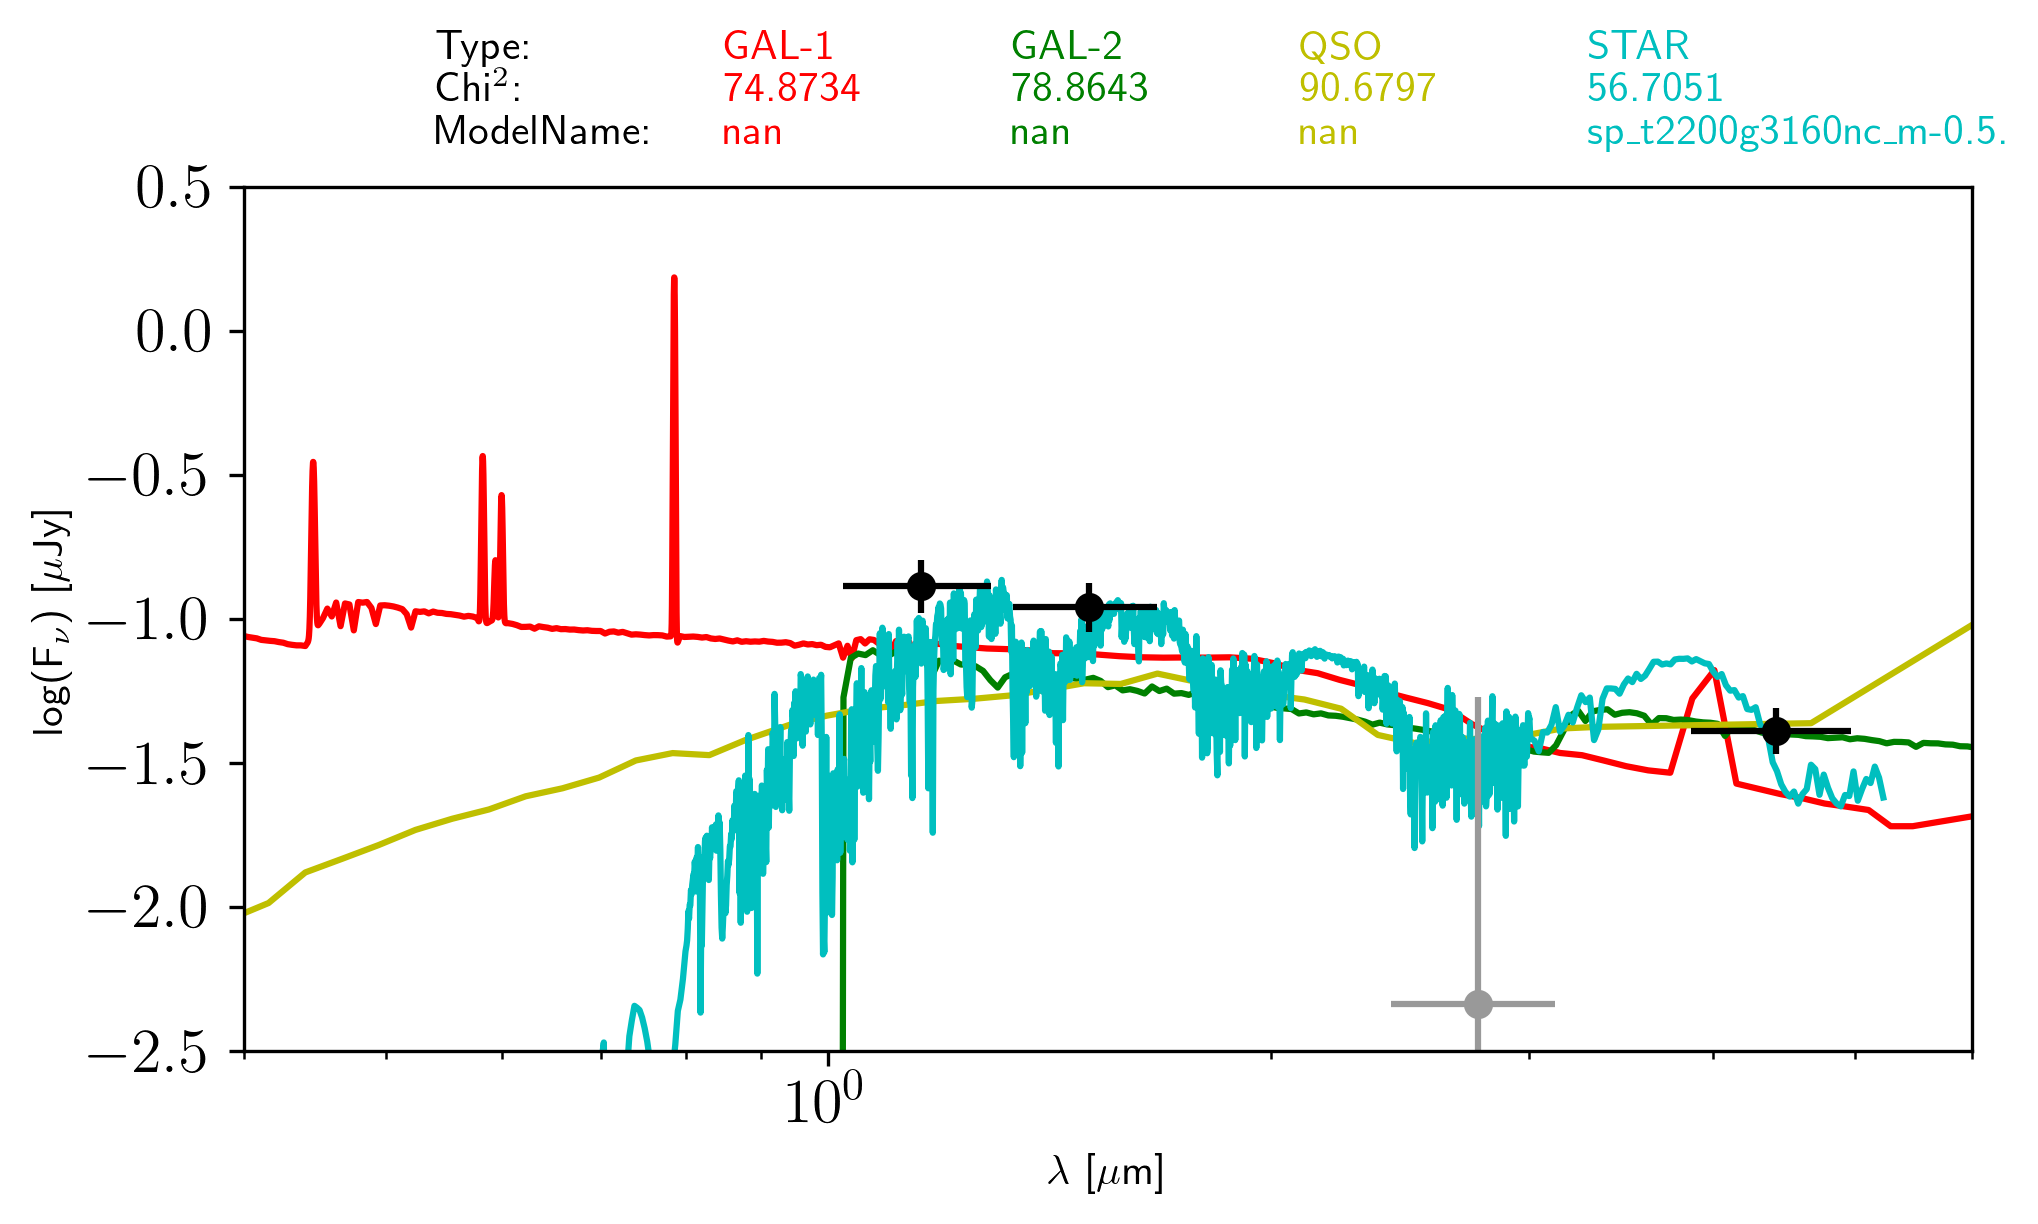 Type: GAL-1 GAL-2 QSO STAR
Chi²: 74.8734 78.8643 90.6797 56.7051
ModelName: nan nan nan sp_t2200g3160nc_m-0.5.
0.5
0.0
−0.5
−1.0
−1.5
−2.0
−2.5
log(Fν) [μJy]
10⁰
λ [μm]